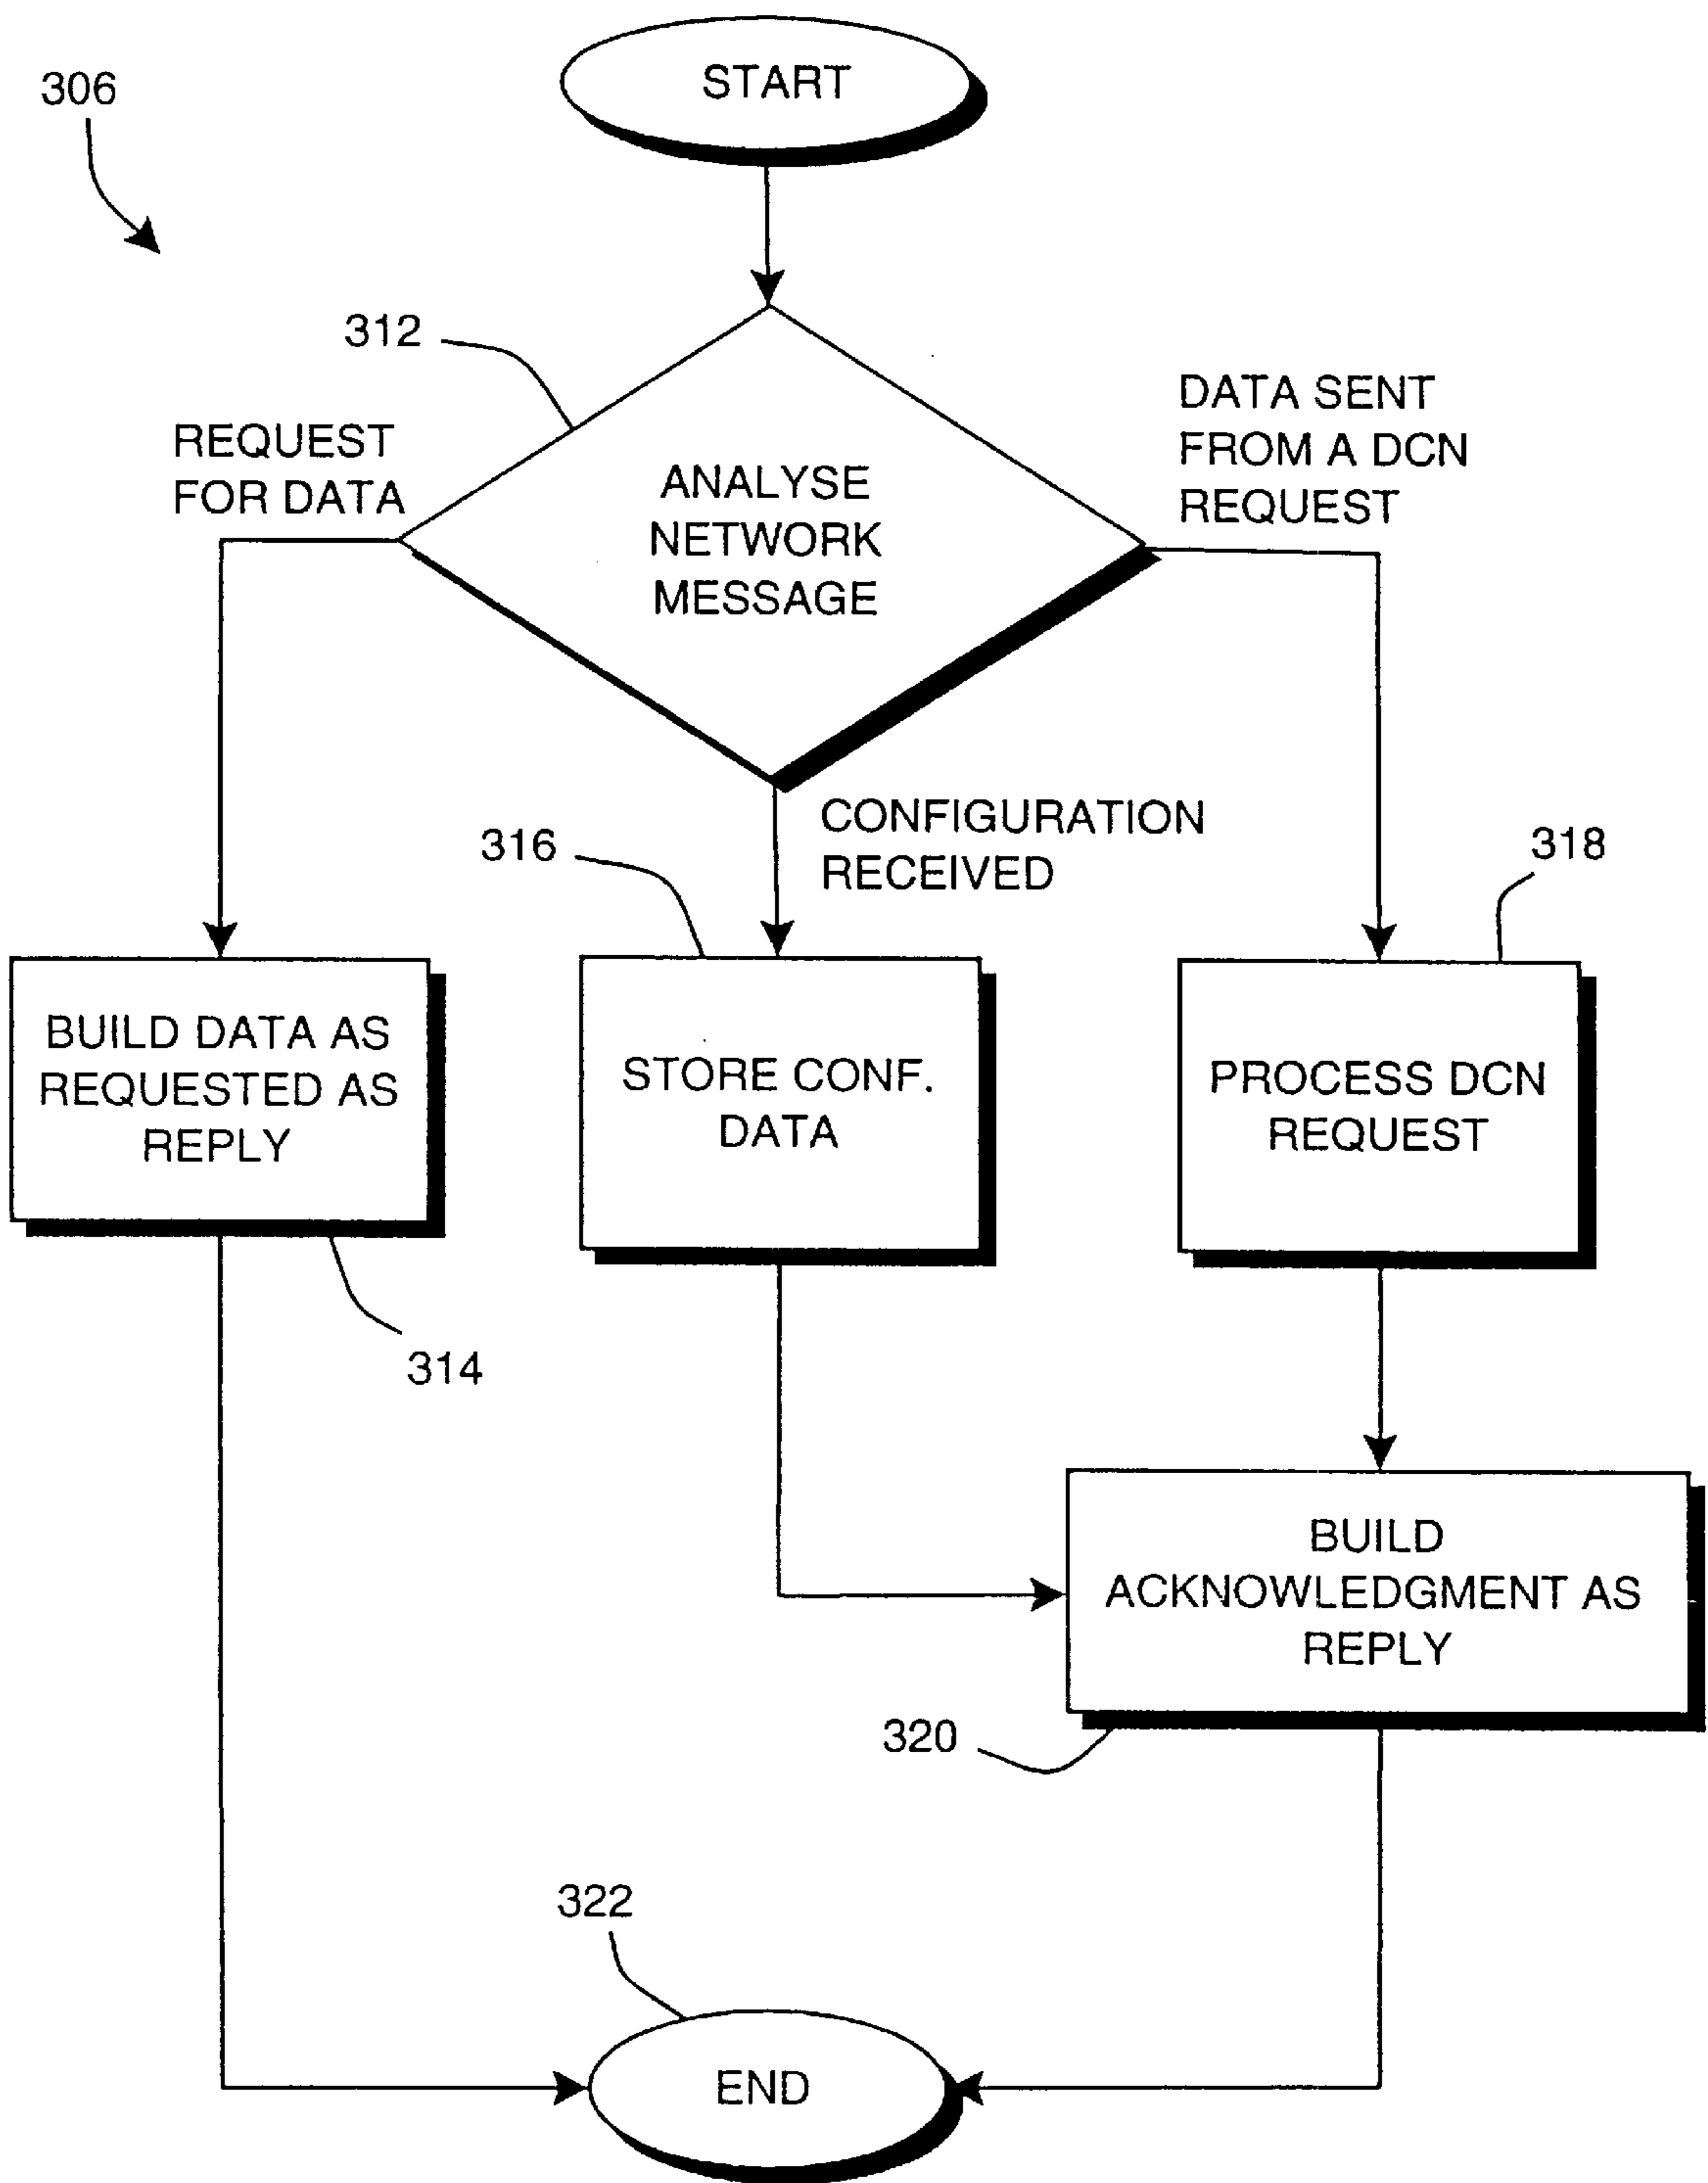 START
306
312
REQUEST
FOR DATA
ANALYSE
NETWORK
MESSAGE
DATA SENT
FROM A DCN
REQUEST
316
CONFIGURATION
RECEIVED
318
BUILD DATA AS
REQUESTED AS
REPLY
STORE CONF.
DATA
PROCESS DCN
REQUEST
314
BUILD
ACKNOWLEDGMENT AS
REPLY
320
322
END